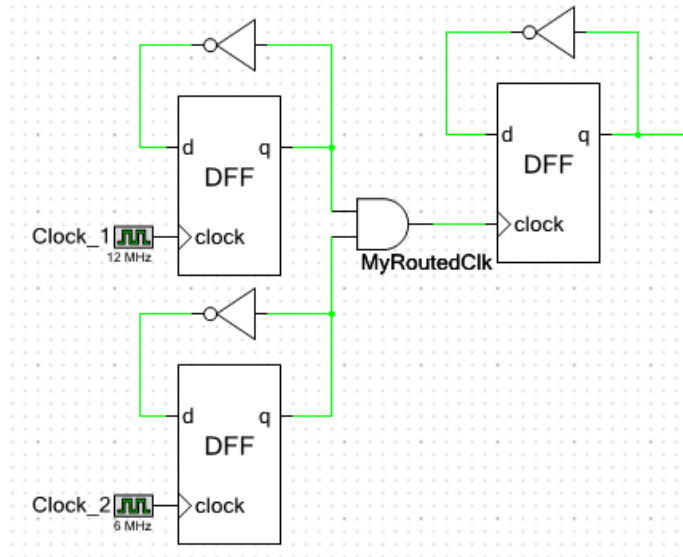 d q
DFF
Clock_1
clock
12 MHz
d q
DFF
clock
MyRoutedClk
d q
DFF
Clock_2
clock
6 MHz